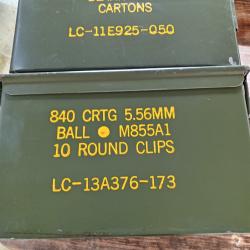 CARTONS
LC-11E925-050
840 CRTG 5.56MM
BALL M855A1
10 ROUND CLIPS
LC-13A376-173